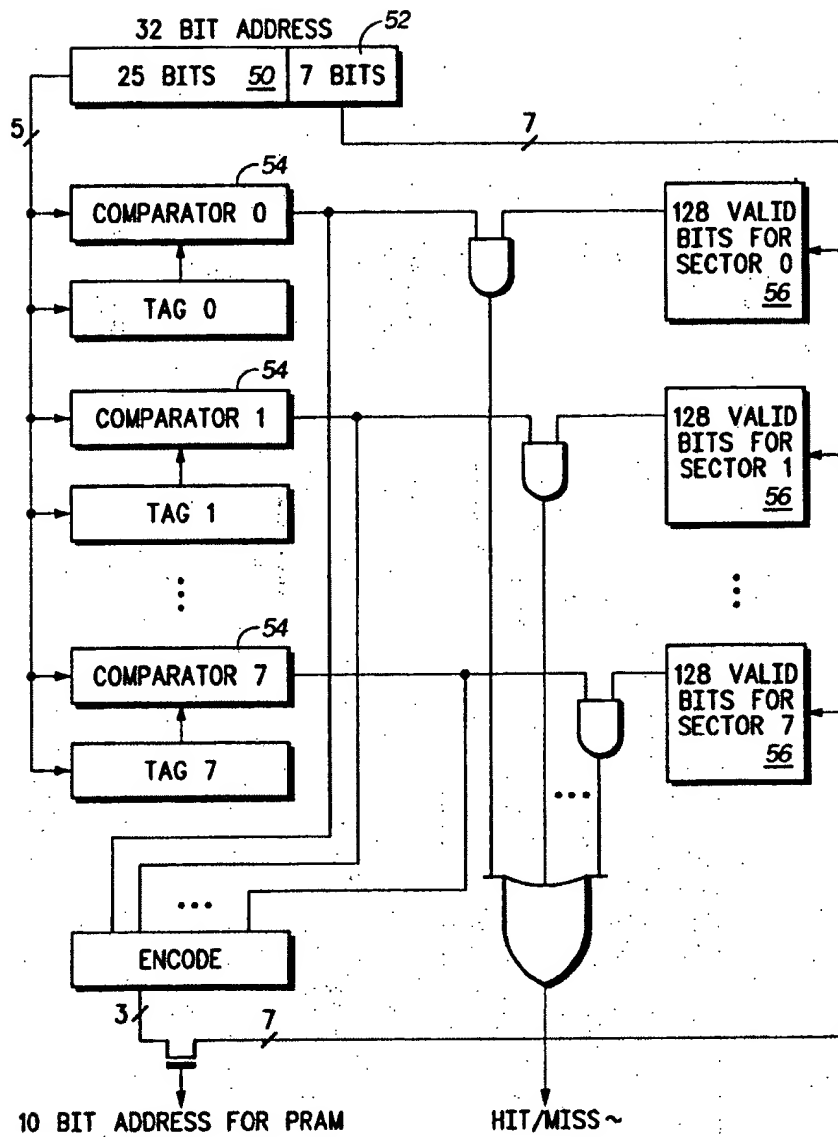 32 BIT ADDRESS
52
25 BITS 50 7 BITS
5
7
54
COMPARATOR 0
TAG 0
128 VALID
BITS FOR
SECTOR 0
56
54
COMPARATOR 1
TAG 1
128 VALID
BITS FOR
SECTOR 1
56
54
COMPARATOR 7
TAG 7
128 VALID
BITS FOR
SECTOR 7
56
ENCODE
3
7
10 BIT ADDRESS FOR PRAM
HIT/MISS~